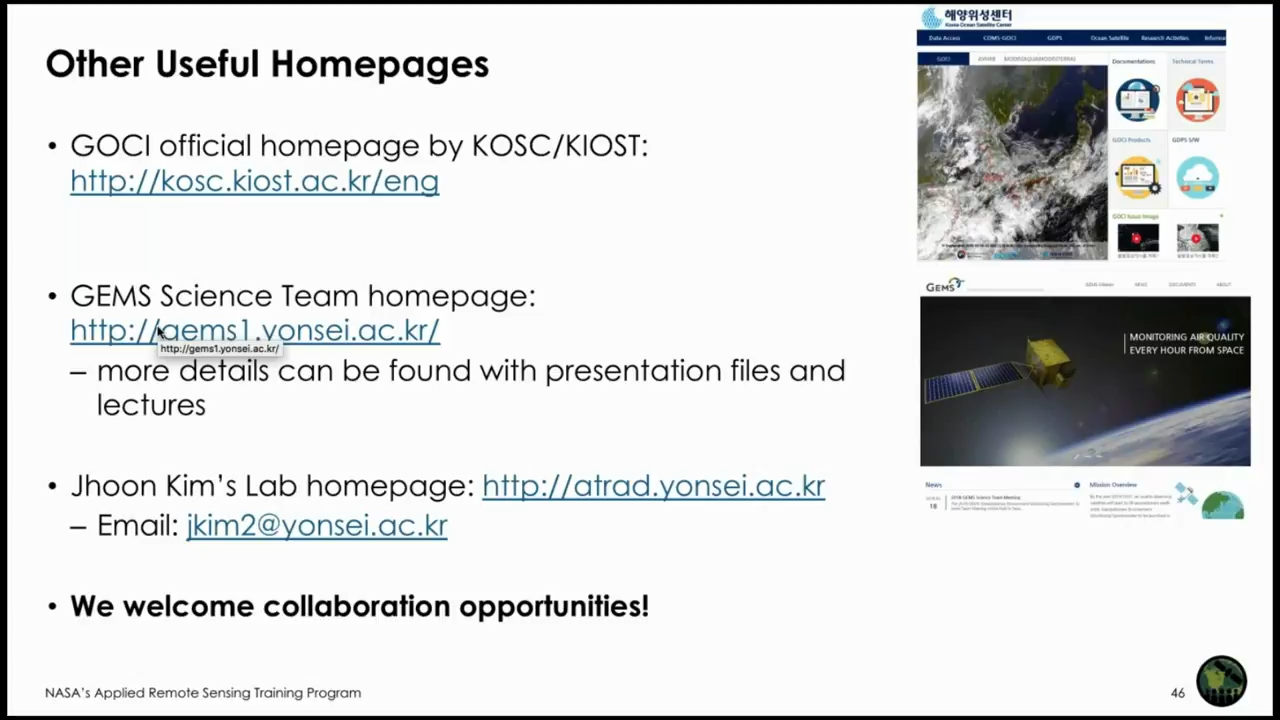 Other Useful Homepages
• GOCI official homepage by KOSC/KIOST:
http://kosc.kiost.ac.kr/eng
• GEMS Science Team homepage:
http://gems1.yonsei.ac.kr/
http://gems1.yonsei.ac.kr/
– more details can be found with presentation files and
lectures
• Jhoon Kim's Lab homepage: http://atrad.yonsei.ac.kr
– Email: jkim2@yonsei.ac.kr
• We welcome collaboration opportunities!
NASA's Applied Remote Sensing Training Program
46
해양위성센터
Korea Ocean Satellite Center
Data Access COMS-GOCI GDPS Ocean Satellite Research Activities
GOCI
Documentations Technical Terms
GOCI Products GDPS S/W
GOCI Issue Image
GEMS
GEMS Mission NEWS DOCUMENTS ABOUT
MONITORING AIR QUALITY
EVERY HOUR FROM SPACE
News
18
2018 GEMS Science Team Meeting
Mission Overview